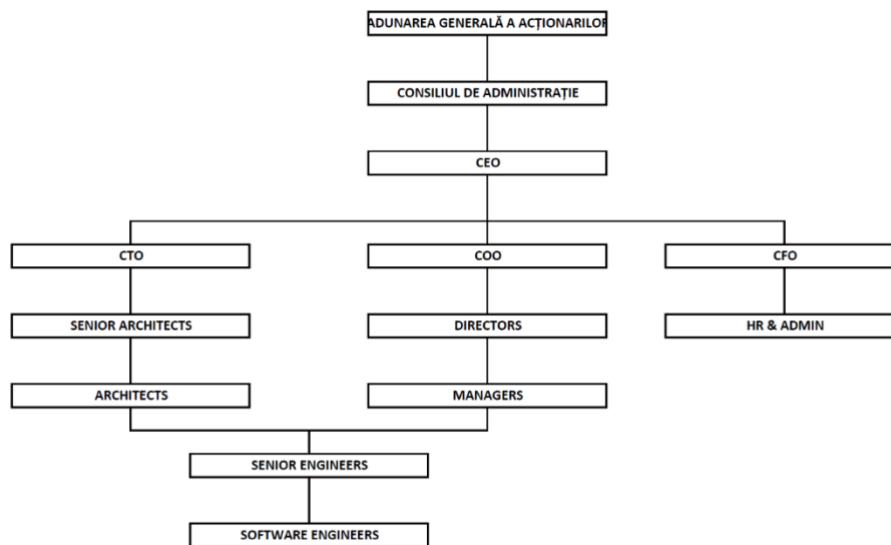 ADUNAREA GENERALĂ A ACȚIONARILOR
CONSILIUL DE ADMINISTRAȚIE
CEO
CTO
COO
CFO
SENIOR ARCHITECTS
DIRECTORS
HR & ADMIN
ARCHITECTS
MANAGERS
SENIOR ENGINEERS
SOFTWARE ENGINEERS